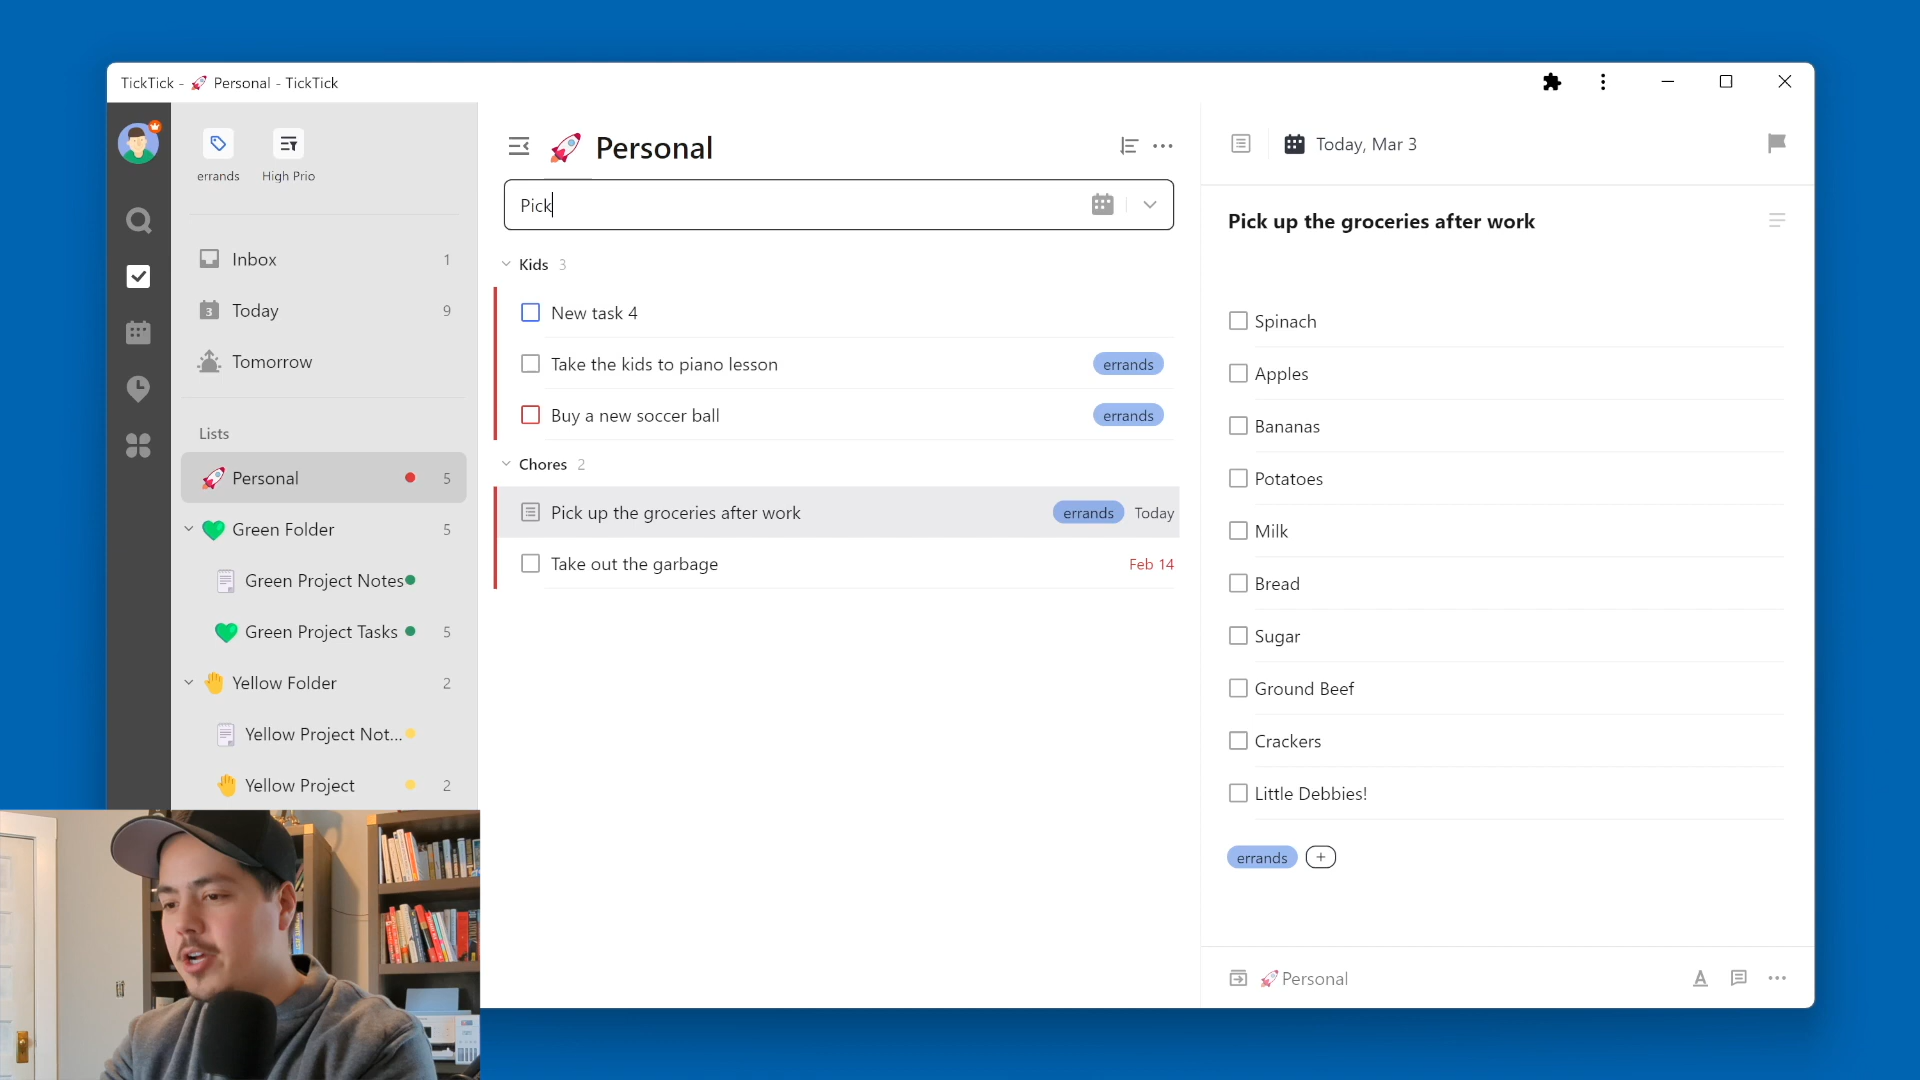 TickTick - 🚀 Personal - TickTick
errands
High Prio
Inbox 1
3 Today 9
Tomorrow
Lists
🚀 Personal 5
Green Folder 5
Green Project Notes
Green Project Tasks 5
Yellow Folder 2
Yellow Project Not...
Yellow Project 2
🚀 Personal
Pick
Kids 3
New task 4
Take the kids to piano lesson errands
Buy a new soccer ball errands
Chores 2
Pick up the groceries after work errands Today
Take out the garbage Feb 14
Today, Mar 3
Pick up the groceries after work
Spinach
Apples
Bananas
Potatoes
Milk
Bread
Sugar
Ground Beef
Crackers
Little Debbies!
errands +
🚀Personal A